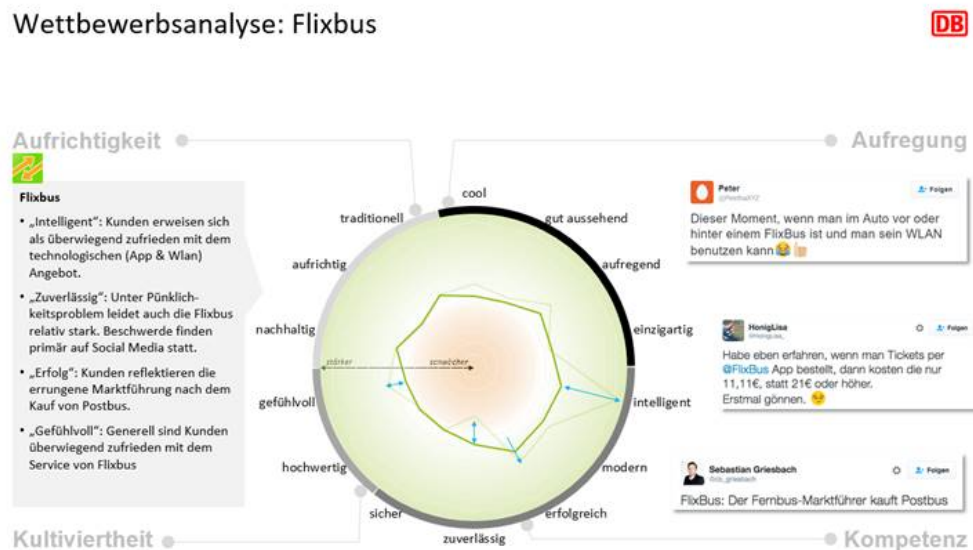 Wettbewerbsanalyse: Flixbus
DB
Aufrichtigkeit
Aufregung
Flixbus
• „Intelligent“: Kunden erweisen sich
als überwiegend zufrieden mit dem
technologischen (App & Wlan)
Angebot.
• „Zuverlässig“: Unter Pünklich-
keitsproblem leidet auch die Flixbus
relativ stark. Beschwerde finden
primär auf Social Media statt.
• „Erfolg“: Kunden reflektieren die
errungene Marktführung nach dem
Kauf von Postbus.
• „Gefühlvoll“: Generell sind Kunden
überwiegend zufrieden mit dem
Service von Flixbus
cool
gut aussehend
aufregend
einzigartig
intelligent
modern
erfolgreich
zuverlässig
sicher
hochwertig
gefühlvoll
nachhaltig
aufrichtig
traditionell
stärker
schwächer
Peter
Folgen
Dieser Moment, wenn man im Auto vor oder
hinter einem FlixBus ist und man sein WLAN
benutzen kann😂👍
HonigLisa
Folgen
Habe eben erfahren, wenn man Tickets per
@FlixBus App bestellt, dann kosten die nur
11,11€, statt 21€ oder höher.
Erstmal gönnen. 😏
Sebastian Griesbach
Folgen
FlixBus: Der Fernbus-Marktführer kauft Postbus
Kultiviertheit
Kompetenz